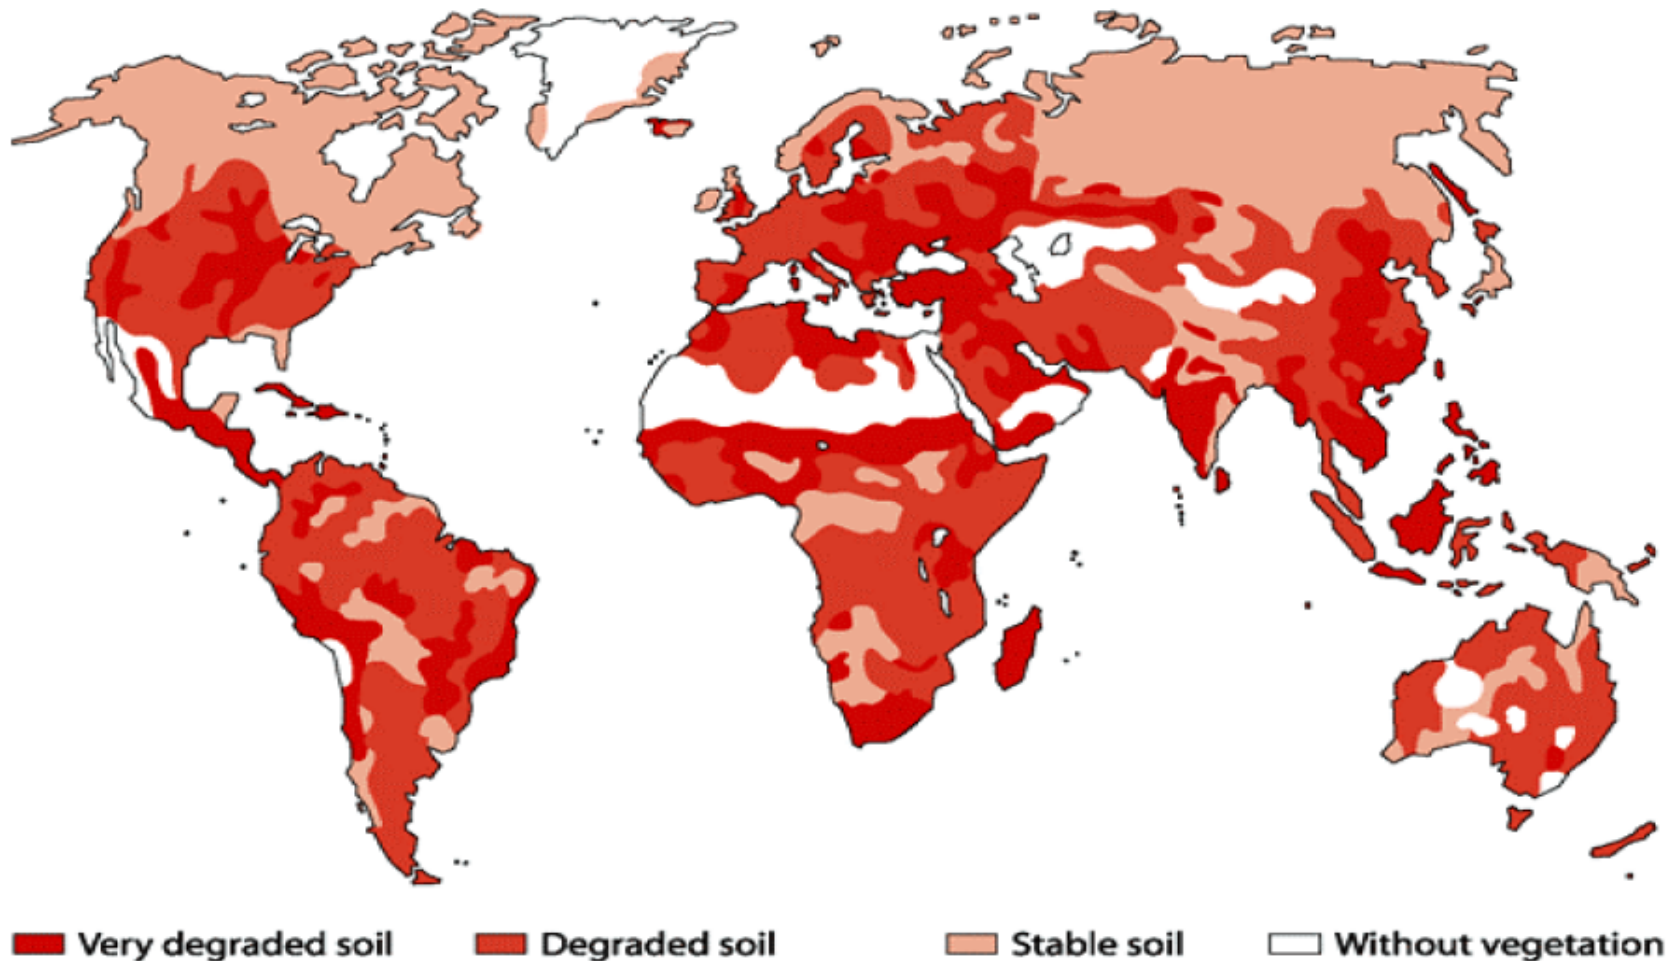 Very degraded soil
Degraded soil
Stable soil
Without vegetation